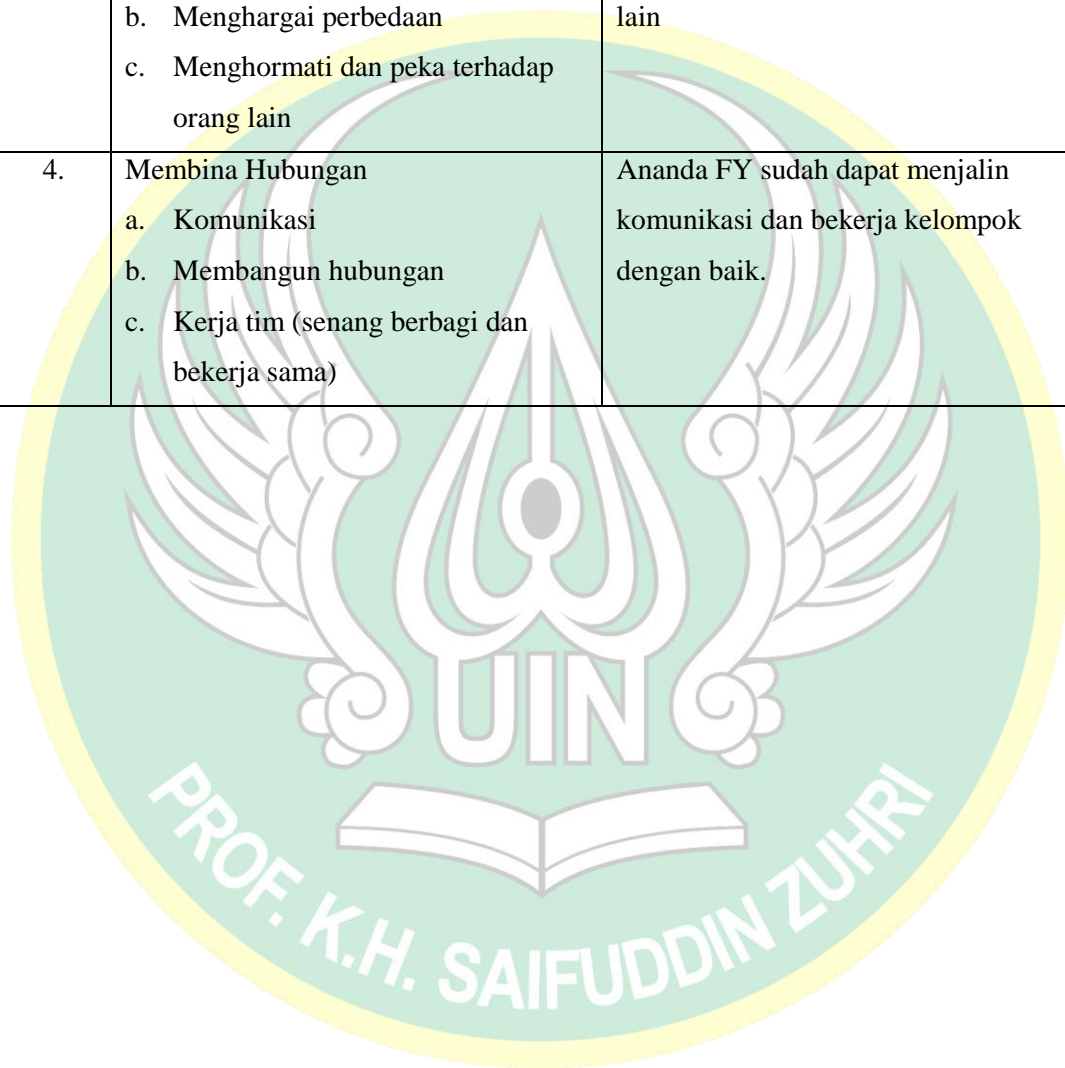 b. Menghargai perbedaan
lain
c. Menghormati dan peka terhadap
orang lain
4. Membina Hubungan
a. Komunikasi
b. Membangun hubungan
c. Kerja tim (senang berbagi dan
bekerja sama)
Ananda FY sudah dapat menjalin
komunikasi dan bekerja kelompok
dengan baik.
UIN
PROF. K.H. SAIFUDDIN ZUHRI